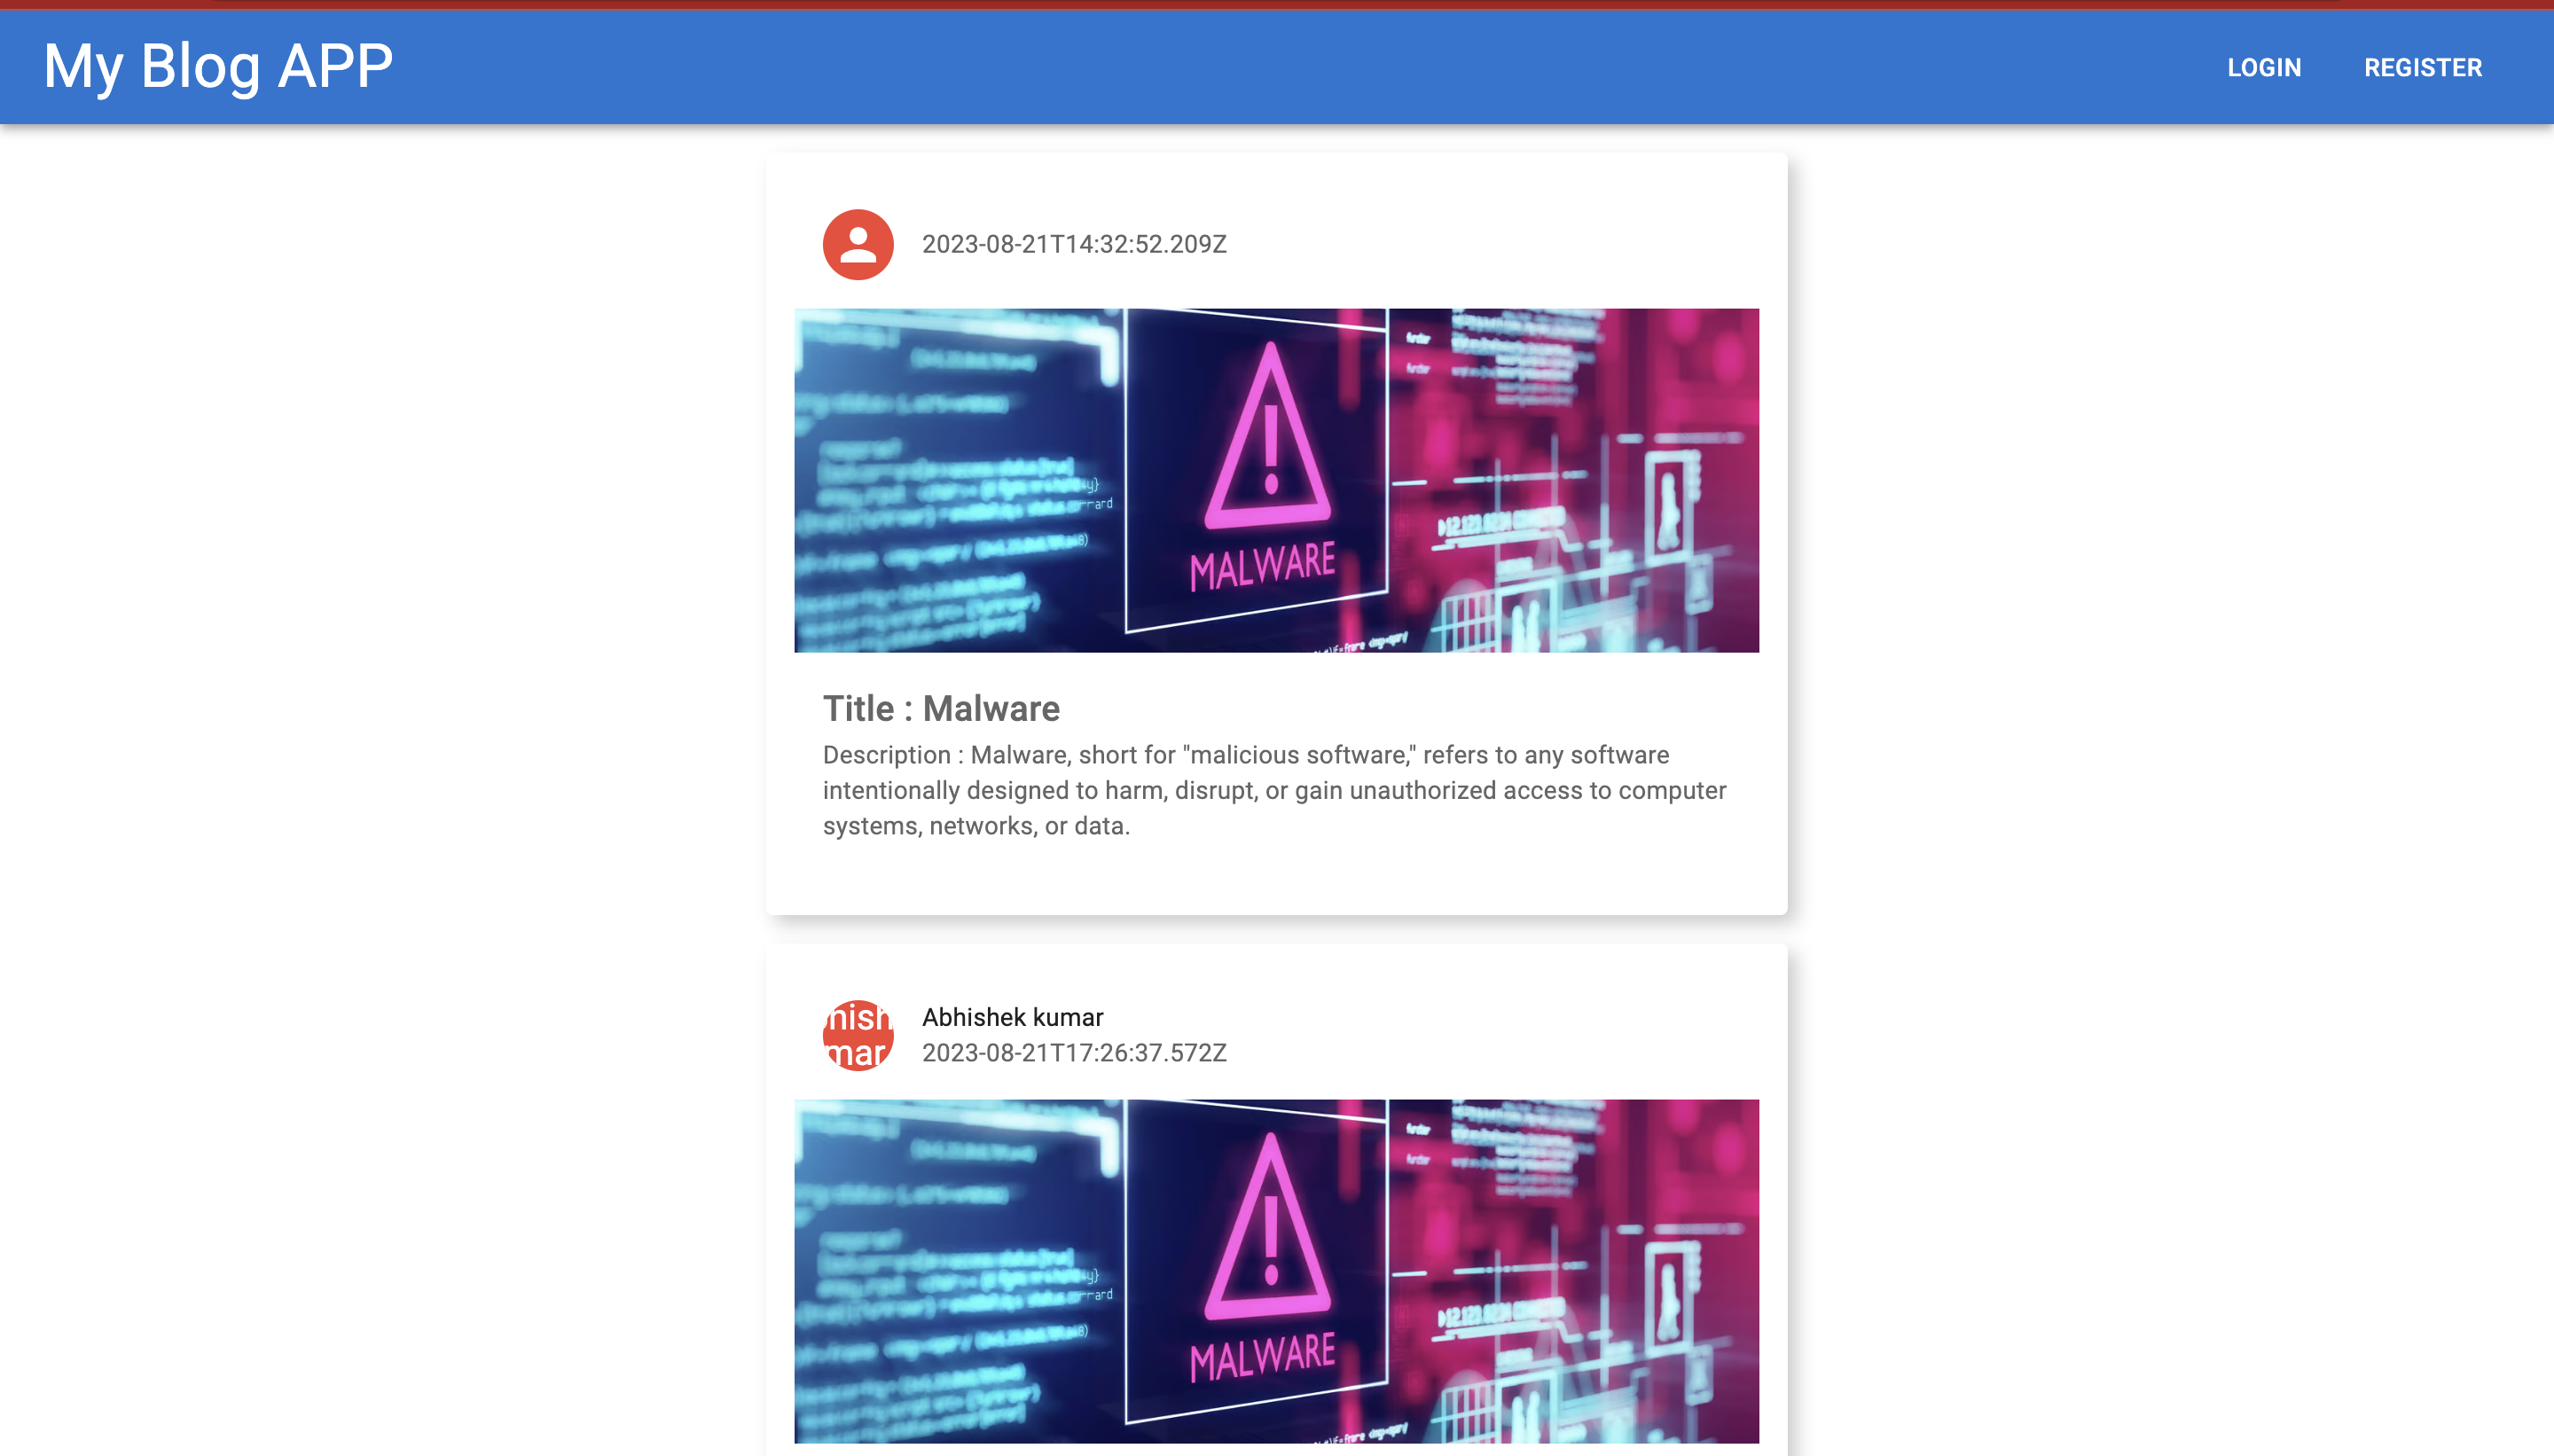 My Blog APP
LOGIN REGISTER
2023-08-21T14:32:52.209Z
MALWARE
Title : Malware
Description : Malware, short for "malicious software," refers to any software
intentionally designed to harm, disrupt, or gain unauthorized access to computer
systems, networks, or data.
Abhishek kumar
2023-08-21T17:26:37.572Z
MALWARE